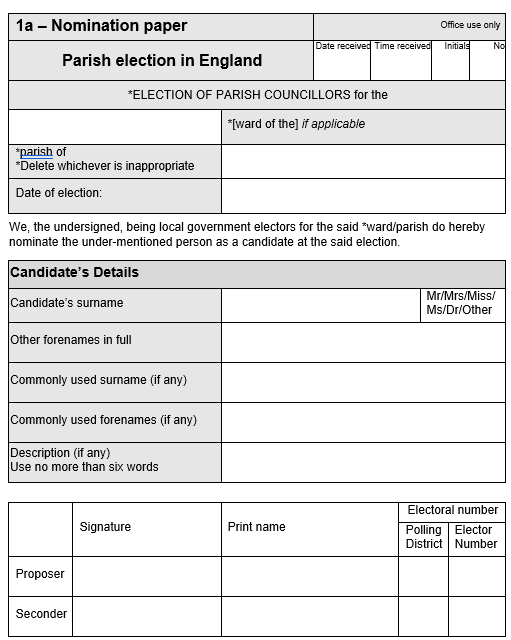 1a – Nomination paper
Office use only
Parish election in England
Date received
Time received
Initials
No
*ELECTION OF PARISH COUNCILLORS for the
*[ward of the] if applicable
*parish of
*Delete whichever is inappropriate
Date of election:
We, the undersigned, being local government electors for the said *ward/parish do hereby
nominate the under-mentioned person as a candidate at the said election.
Candidate’s Details
Candidate’s surname
Mr/Mrs/Miss/
Ms/Dr/Other
Other forenames in full
Commonly used surname (if any)
Commonly used forenames (if any)
Description (if any)
Use no more than six words
Signature
Print name
Electoral number
Polling
District
Elector
Number
Proposer
Seconder